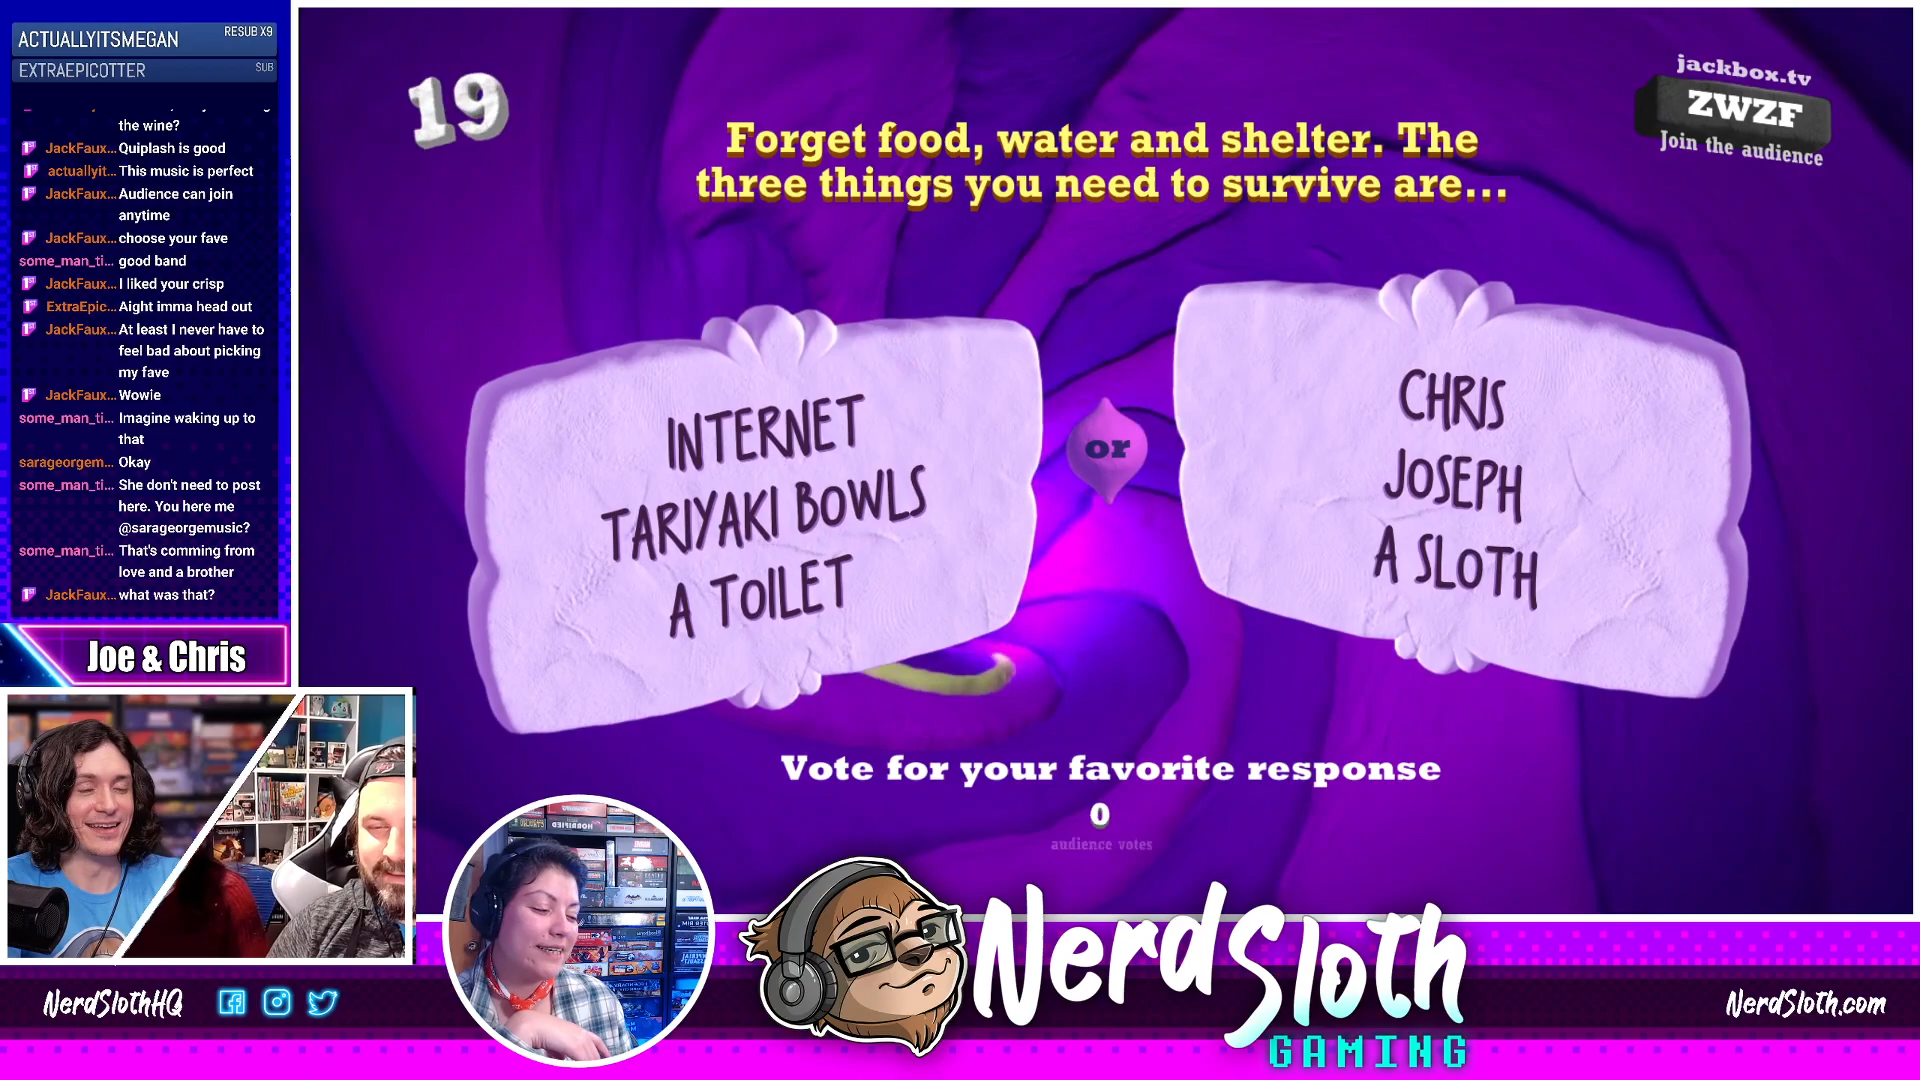 ACTUALLYITSMEGAN RESUB X9
EXTRAEPICOTTER SUB
the wine?
JackFaux... Quiplash is good
actuallyit... This music is perfect
JackFaux... Audience can join
anytime
JackFaux... choose your fave
some_man_ti... good band
JackFaux... I liked your crisp
ExtraEpic... Aight imma head out
JackFaux... At least I never have to
feel bad about picking
my fave
JackFaux... Wowie
some_man_ti... Imagine waking up to
that
sarageorgem... Okay
some_man_ti... She don't need to post
here. You here me
@sarageorgemusic?
some_man_ti... That's comming from
love and a brother
JackFaux... what was that?
Joe & Chris
19
jackbox.tv
ZWZF
Join the audience
Forget food, water and shelter. The
three things you need to survive are...
INTERNET
TARIYAKI BOWLS
A TOILET
or
CHRIS
JOSEPH
A SLOTH
Vote for your favorite response
0
audience votes
HORRIFIED
NerdSloth
GAMING
NerdSlothHQ
NerdSloth.com